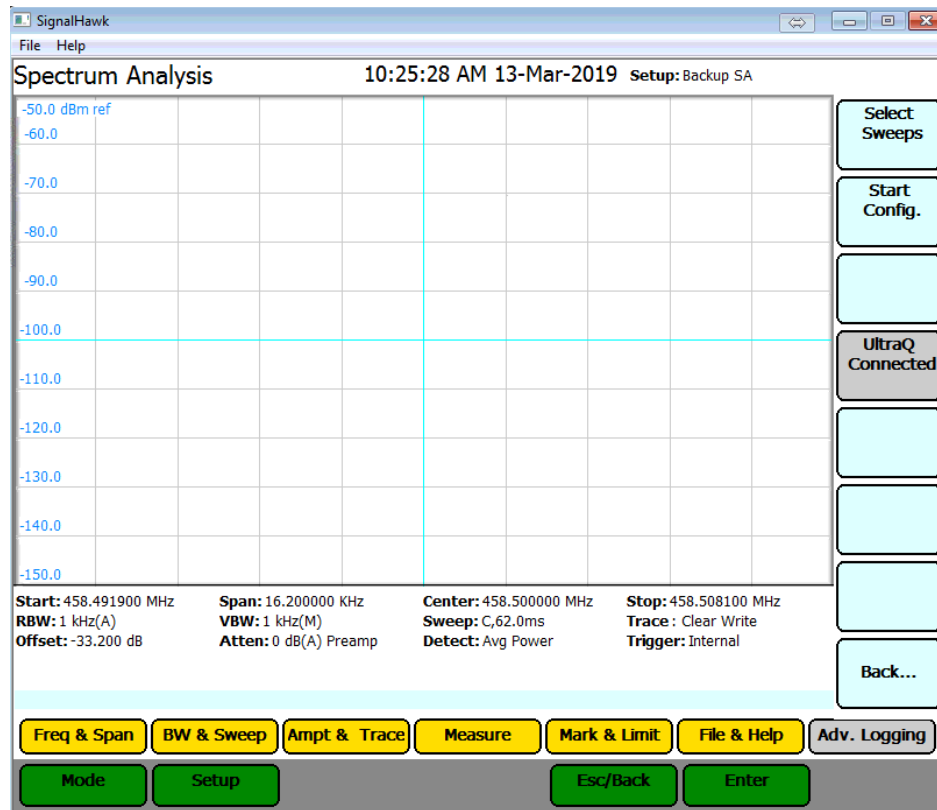 SignalHawk
File Help
Spectrum Analysis 10:25:28 AM 13-Mar-2019 Setup: Backup SA
-50.0 dBm ref
-60.0
-70.0
-80.0
-90.0
-100.0
-110.0
-120.0
-130.0
-140.0
-150.0
Select
Sweeps
Start
Config.
UltraQ
Connected
Back...
Start: 458.491900 MHz Span: 16.200000 KHz Center: 458.500000 MHz Stop: 458.508100 MHz
RBW: 1 kHz(A) VBW: 1 kHz(M) Sweep: C,62.0ms Trace : Clear Write
Offset: -33.200 dB Atten: 0 dB(A) Preamp Detect: Avg Power Trigger: Internal
Freq & Span BW & Sweep Ampt & Trace Measure Mark & Limit File & Help Adv. Logging
Mode Setup Esc/Back Enter